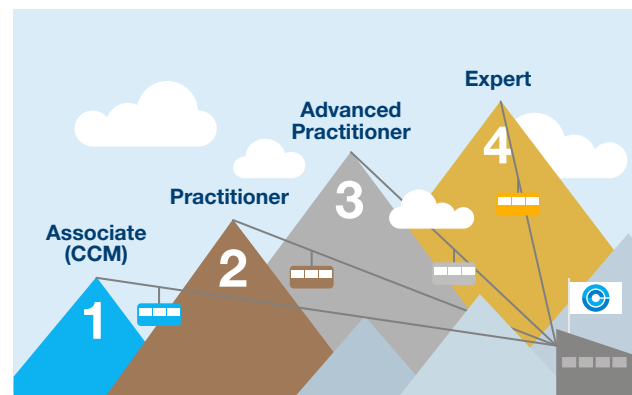 Expert
4
Advanced
Practitioner
3
Practitioner
2
Associate
(CCM)
1